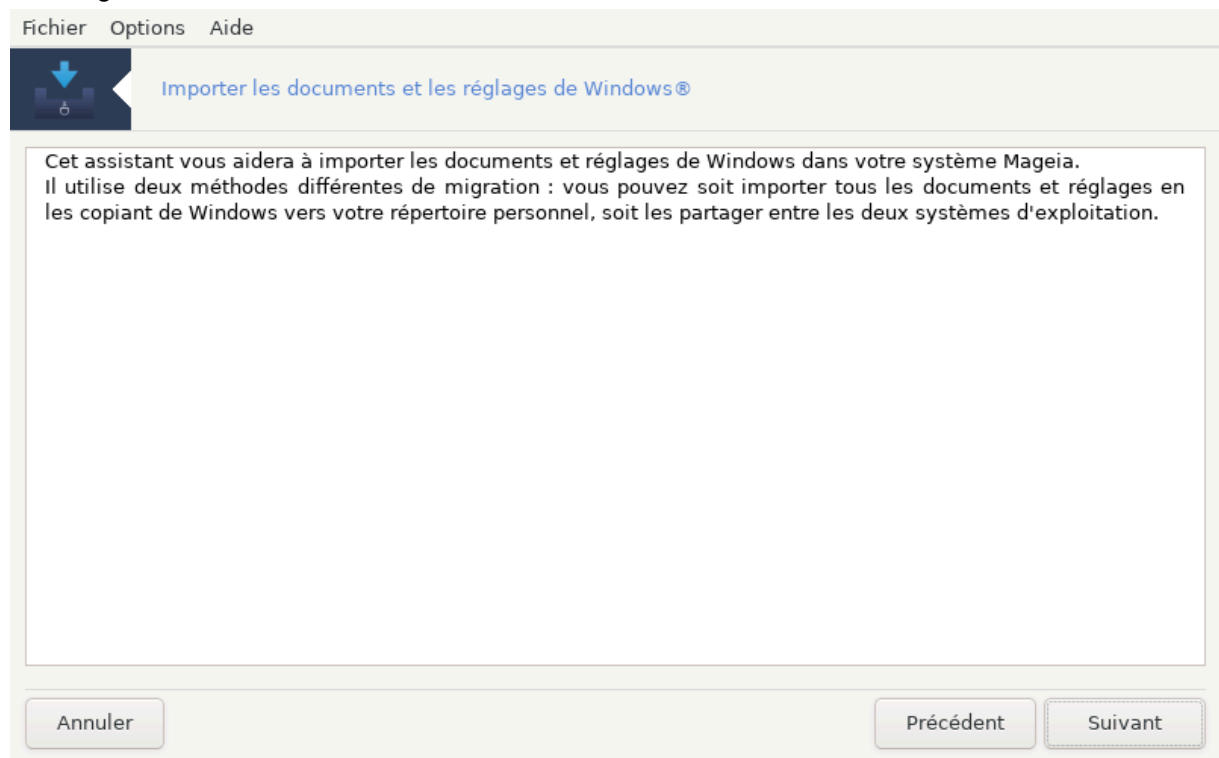 Fichier Options Aide
Importer les documents et les réglages de Windows®
Cet assistant vous aidera à importer les documents et réglages de Windows dans votre système Mageia.
Il utilise deux méthodes différentes de migration : vous pouvez soit importer tous les documents et réglages en
les copiant de Windows vers votre répertoire personnel, soit les partager entre les deux systèmes d'exploitation.
Annuler Précédent Suivant